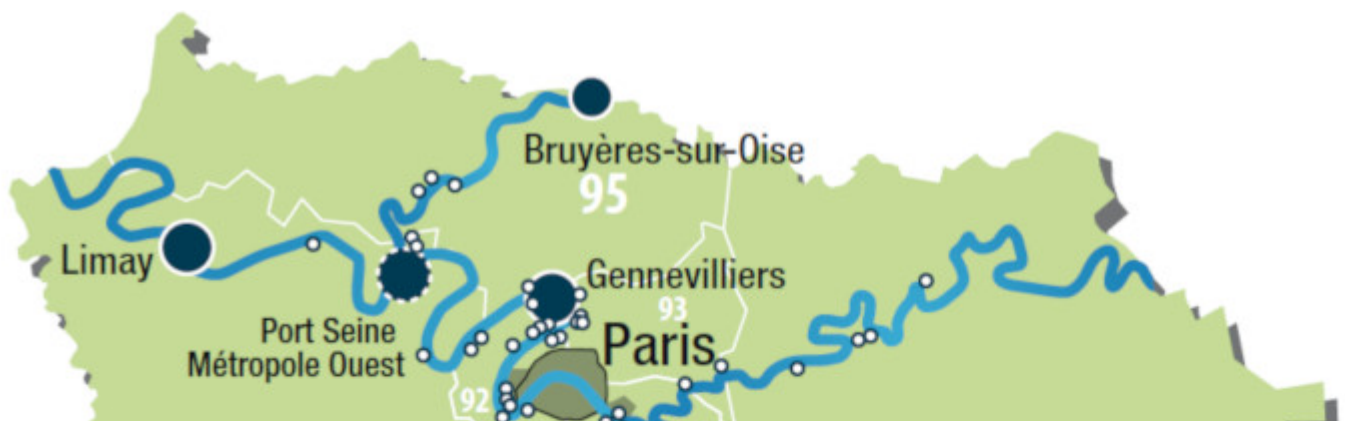 Bruyères-sur-Oise
95
Limay
Gennevilliers
93
Port Seine
Métropole Ouest
Paris
92